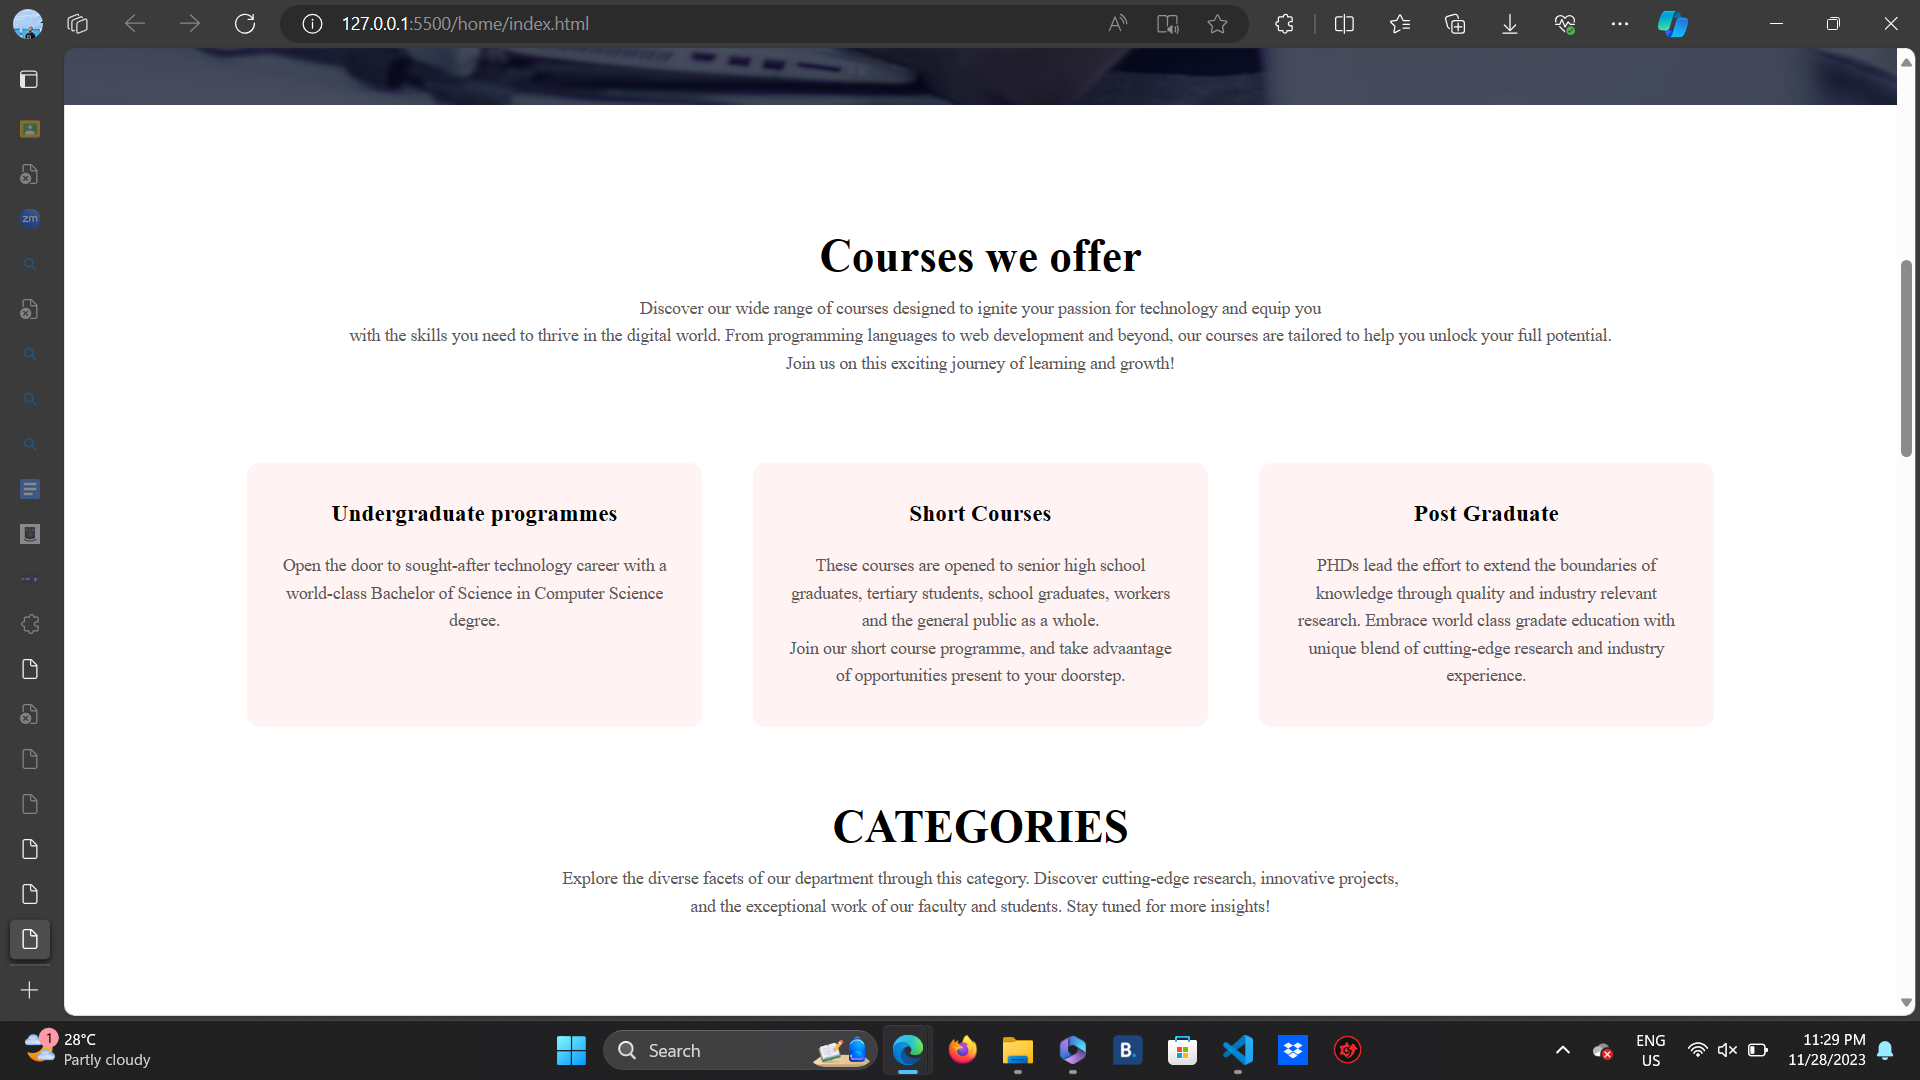 127.0.0.1:5500/home/index.html
zm
Courses we offer
Discover our wide range of courses designed to ignite your passion for technology and equip you
with the skills you need to thrive in the digital world. From programming languages to web development and beyond, our courses are tailored to help you unlock your full potential.
Join us on this exciting journey of learning and growth!
Undergraduate programmes
Open the door to sought-after technology career with a
world-class Bachelor of Science in Computer Science
degree.
Short Courses
These courses are opened to senior high school
graduates, tertiary students, school graduates, workers
and the general public as a whole.
Join our short course programme, and take advaantage
of opportunities present to your doorstep.
Post Graduate
PHDs lead the effort to extend the boundaries of
knowledge through quality and industry relevant
research. Embrace world class gradate education with
unique blend of cutting-edge research and industry
experience.
CATEGORIES
Explore the diverse facets of our department through this category. Discover cutting-edge research, innovative projects,
and the exceptional work of our faculty and students. Stay tuned for more insights!
1
28°C
Partly cloudy
Search
B.
ENG
US
11:29 PM
11/28/2023